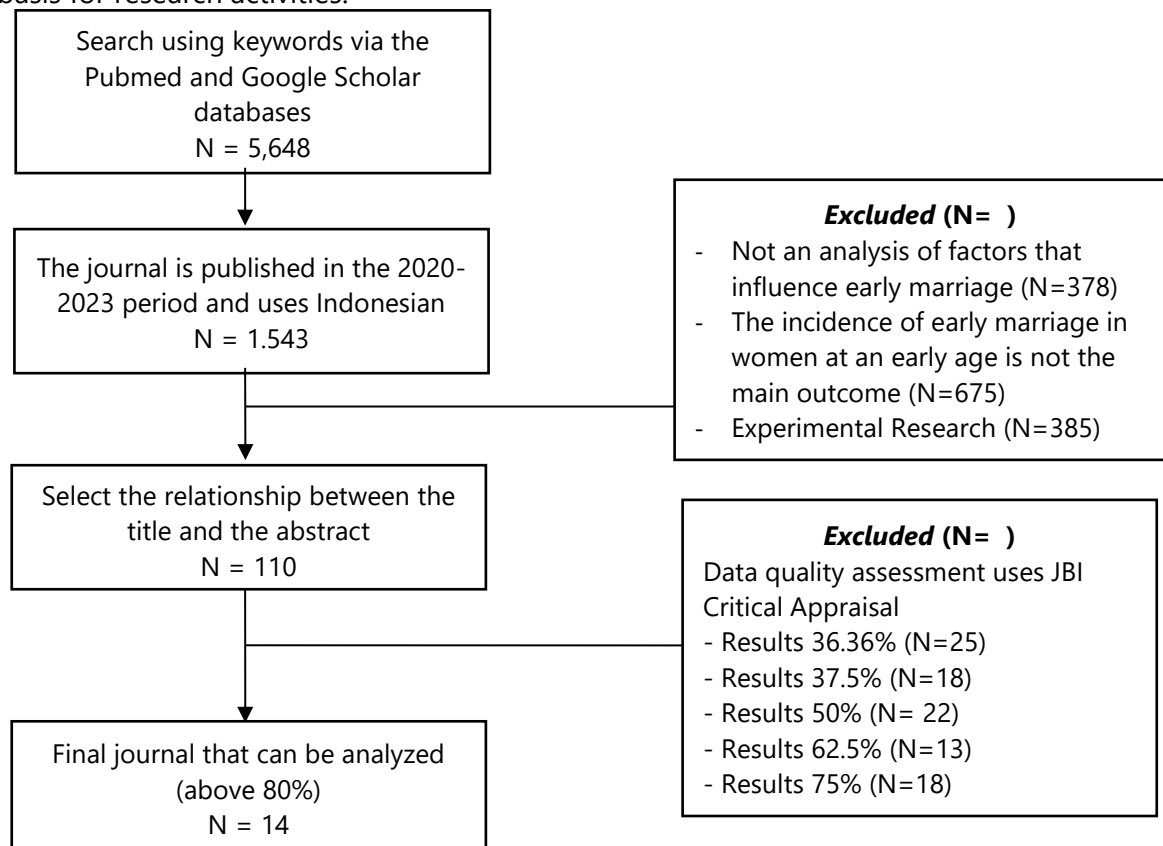 basis for research activities.
Search using keywords via the
Pubmed and Google Scholar
databases
N = 5,648
The journal is published in the 2020-
2023 period and uses Indonesian
N = 1.543
Excluded (N= )
- Not an analysis of factors that
influence early marriage (N=378)
- The incidence of early marriage in
women at an early age is not the
main outcome (N=675)
- Experimental Research (N=385)
Select the relationship between the
title and the abstract
N = 110
Excluded (N= )
Data quality assessment uses JBI
Critical Appraisal
- Results 36.36% (N=25)
- Results 37.5% (N=18)
- Results 50% (N= 22)
- Results 62.5% (N=13)
- Results 75% (N=18)
Final journal that can be analyzed
(above 80%)
N = 14